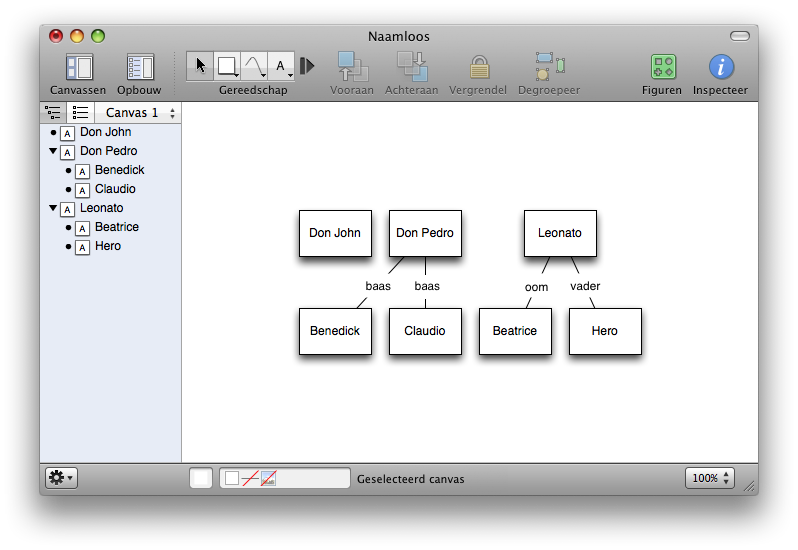 Naamloos
Canvassen Opbouw A Gereedschap Vooraan Achteraan Vergrendel Degroepeer Figuren Inspecteer
Canvas 1
A Don John
A Don Pedro
A Benedick
A Claudio
A Leonato
A Beatrice
A Hero
Don John Don Pedro Leonato
baas baas oom vader
Benedick Claudio Beatrice Hero
Geselecteerd canvas 100%